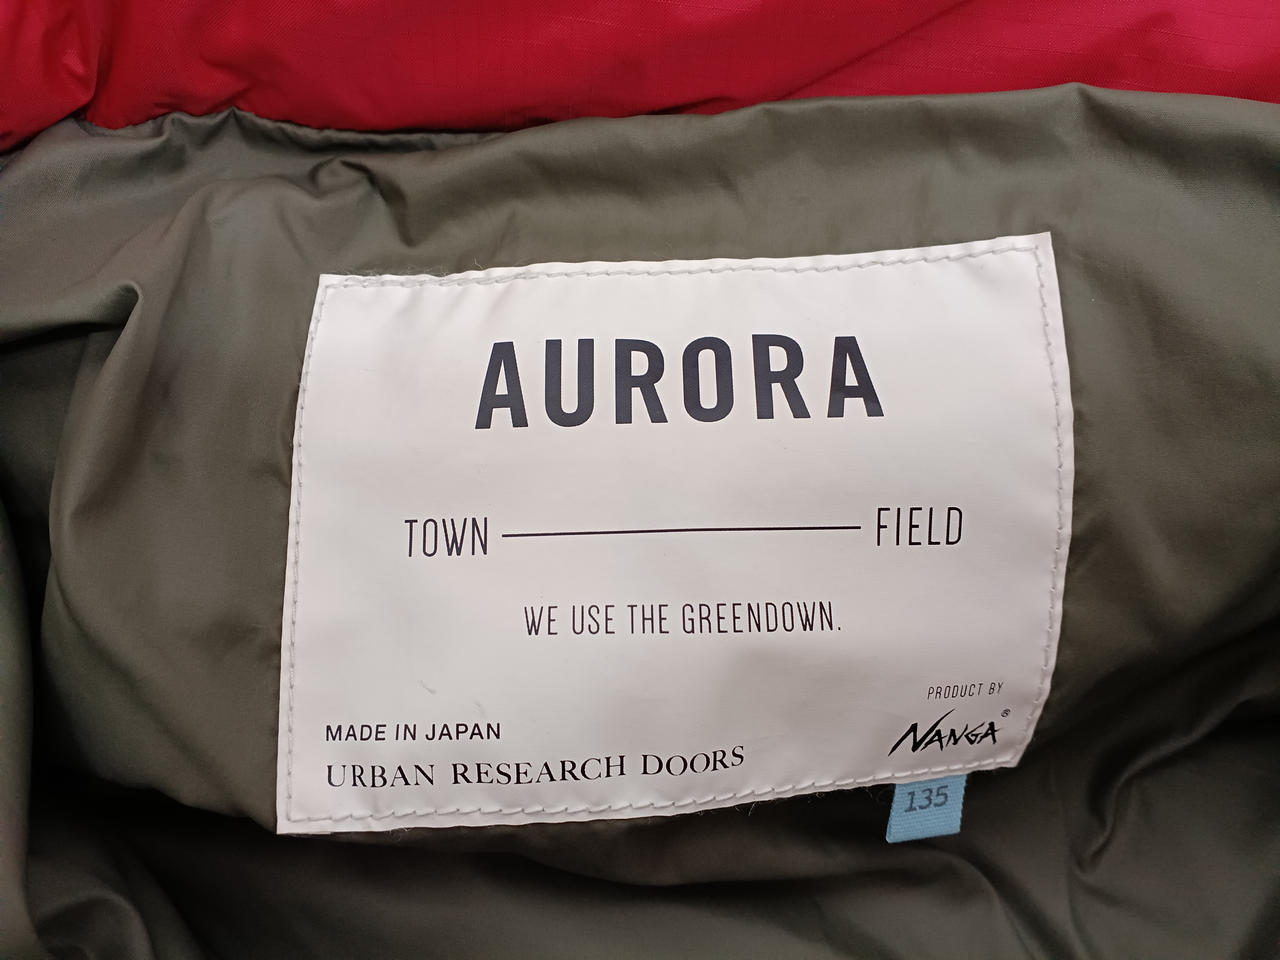 AURORA
TOWN FIELD
WE USE THE GREENDOWN.
PRODUCT BY
NANGA®
MADE IN JAPAN
URBAN RESEARCH DOORS
135